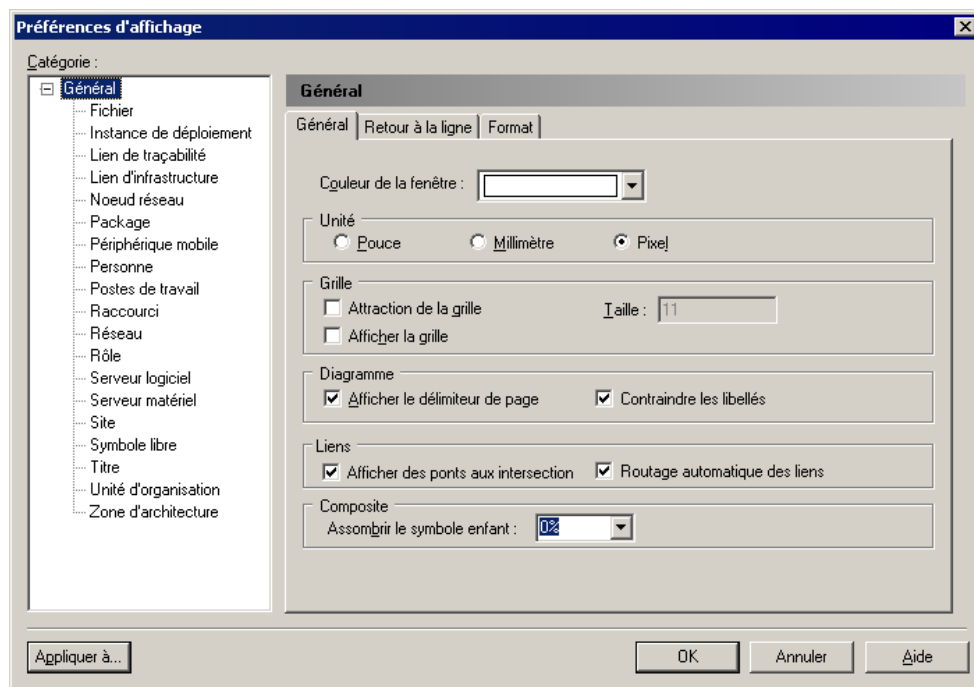 Préférences d'affichage
Catégorie :
Général
Fichier
Instance de déploiement
Lien de traçabilité
Lien d'infrastructure
Noeud réseau
Package
Périphérique mobile
Personne
Postes de travail
Raccourci
Réseau
Rôle
Serveur logiciel
Serveur matériel
Site
Symbole libre
Titre
Unité d'organisation
Zone d'architecture
Général
Général Retour à la ligne Format
Couleur de la fenêtre :
Unité
Pouce Millimètre Pixel
Grille
Attraction de la grille Taille : 11
Afficher la grille
Diagramme
Afficher le délimiteur de page Contraindre les libellés
Liens
Afficher des ponts aux intersection Routage automatique des liens
Composite
Assombrir le symbole enfant : 0%
Appliquer à... OK Annuler Aide